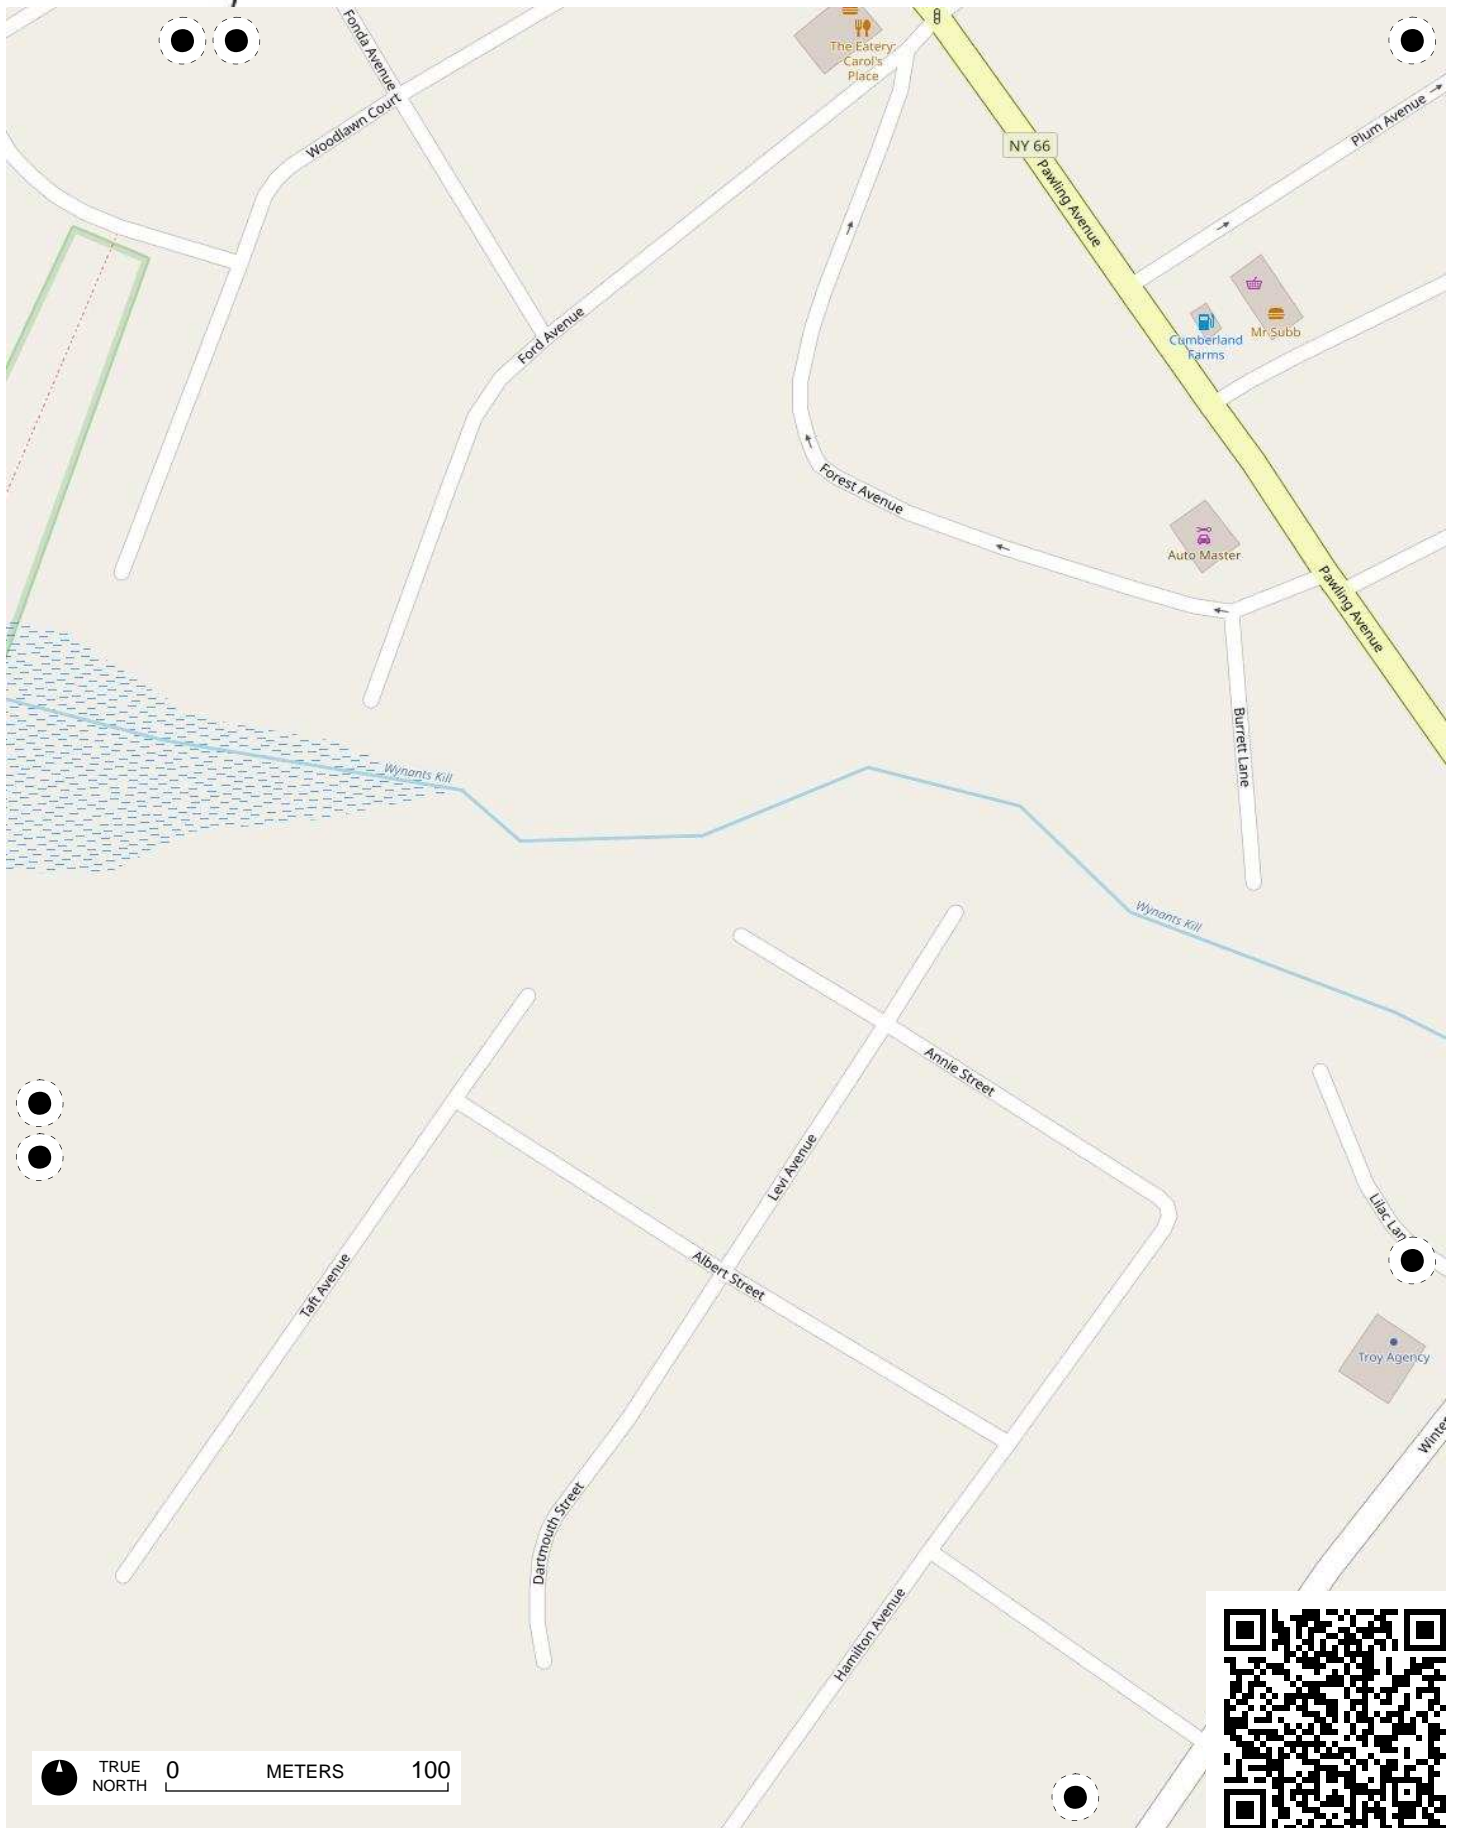 Fonda Avenue
The Eatery:
Carol's
Place
Woodlawn Court
Plum Avenue
NY 66
Pawling Avenue
Ford Avenue
Mr Subb
Cumberland
Farms
Forest Avenue
Auto Master
Pawling Avenue
Burrett Lane
Wynants Kill
Wynants Kill
Annie Street
Levi Avenue
Lilac Lan
Albert Street
Taft Avenue
Troy Agency
Winter
Dartmouth Street
Hamilton Avenue
TRUE
NORTH
0 METERS 100